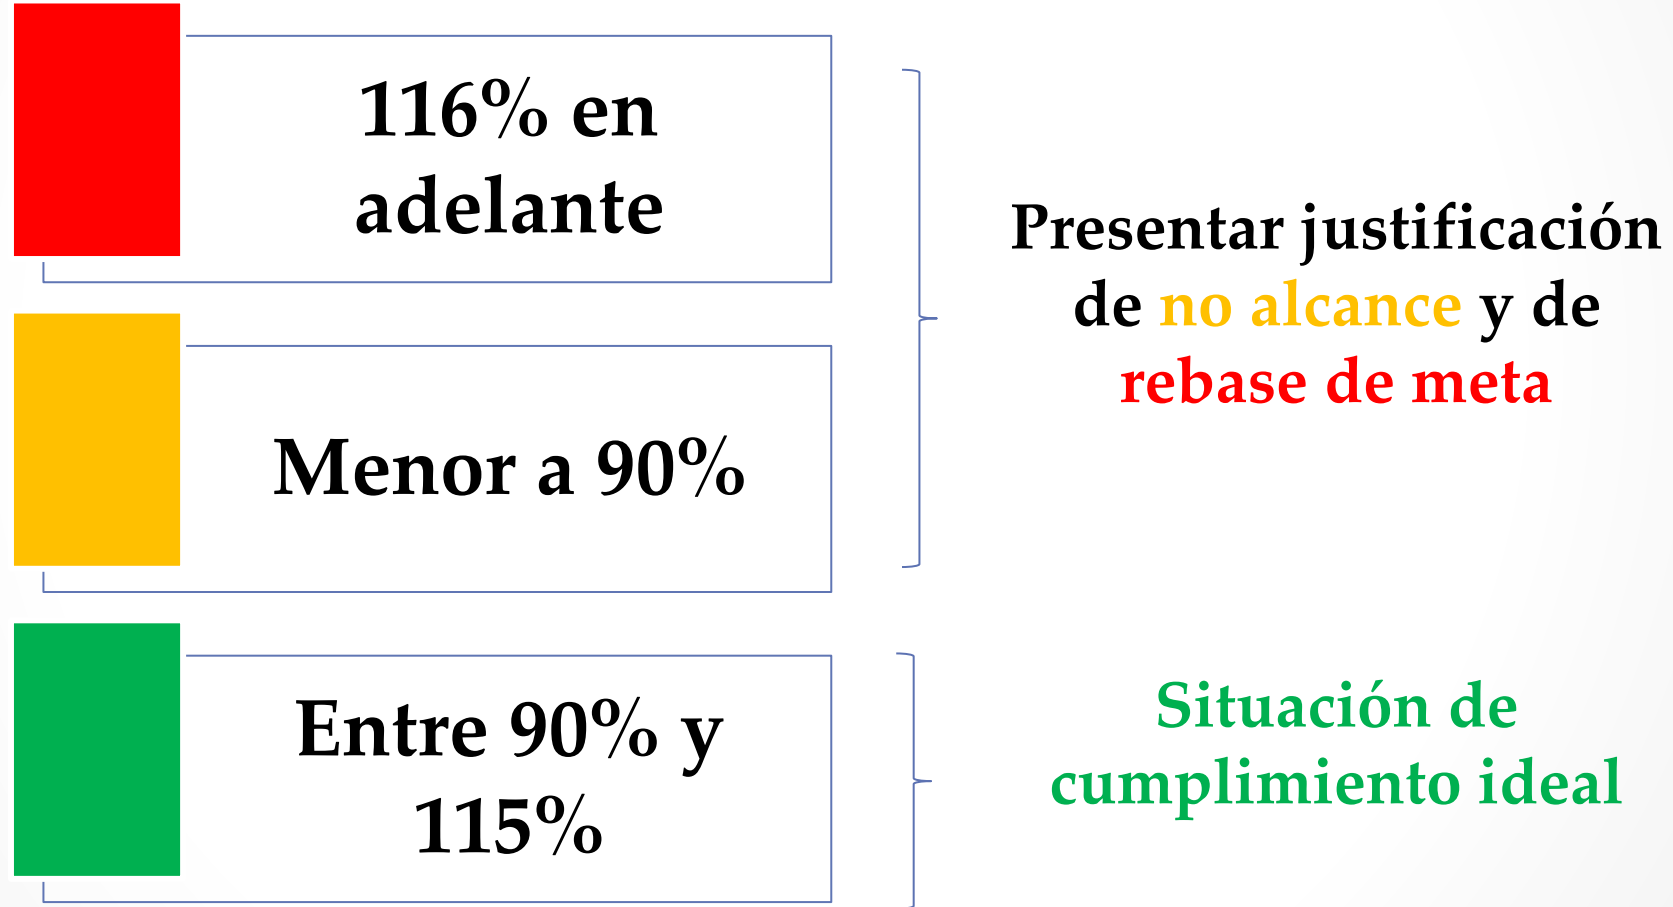 116% en
adelante
Menor a 90%
Entre 90% y
115%
Presentar justificación
de no alcance y de
rebase de meta
Situación de
cumplimiento ideal